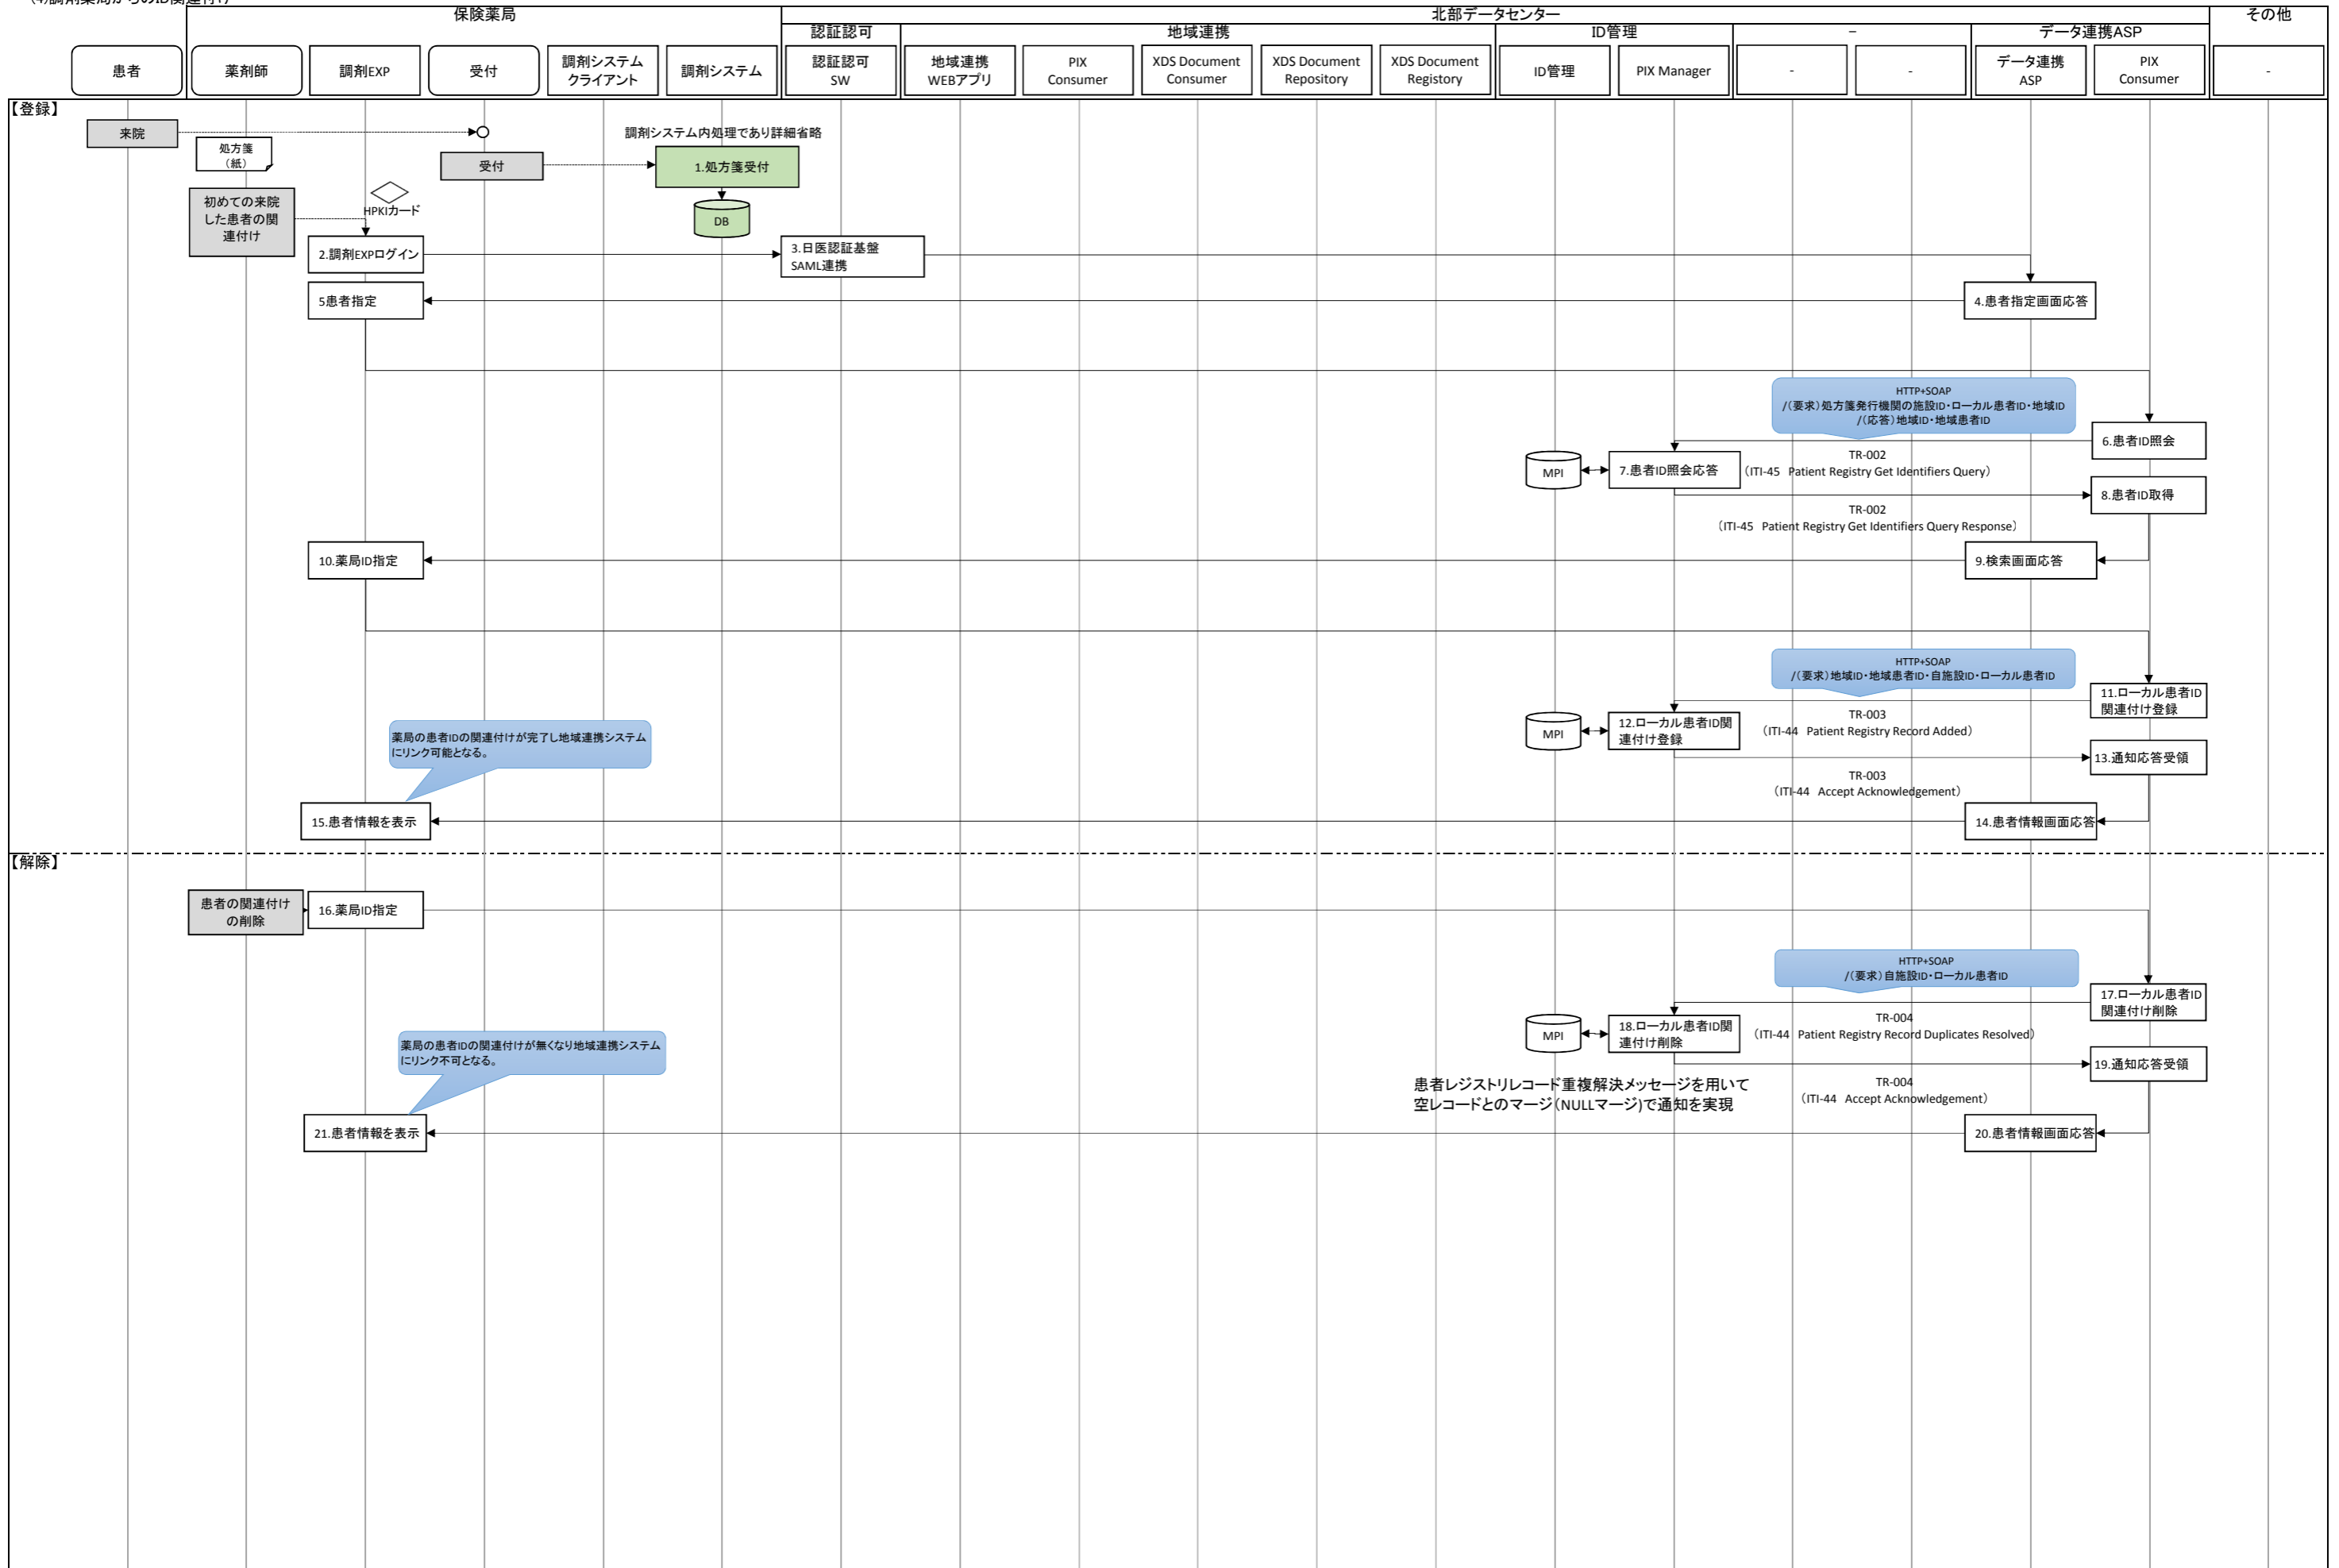 (4)調剤薬局からのID関連付け
保険薬局
北部データセンター
その他
認証認可
地域連携
ID管理
–
データ連携ASP
患者
薬剤師
調剤EXP
受付
調剤システム
クライアント
調剤システム
認証認可
SW
地域連携
WEBアプリ
PIX
Consumer
XDS Document
Consumer
XDS Document
Repository
XDS Document
Registory
ID管理
PIX Manager
-
-
データ連携
ASP
PIX
Consumer
-
【登録】
来院
処方箋
(紙)
調剤システム内処理であり詳細省略
受付
1.処方箋受付
初めての来院
した患者の関
連付け
HPKIカード
DB
2.調剤EXPログイン
3.日医認証基盤
SAML連携
5患者指定
4.患者指定画面応答
HTTP+SOAP
/(要求)処方箋発行機関の施設ID・ローカル患者ID・地域ID
/(応答)地域ID・地域患者ID
6.患者ID照会
MPI
7.患者ID照会応答
TR-002
(ITI-45 Patient Registry Get Identifiers Query)
8.患者ID取得
TR-002
(ITI-45 Patient Registry Get Identifiers Query Response)
10.薬局ID指定
9.検索画面応答
HTTP+SOAP
/(要求)地域ID・地域患者ID・自施設ID・ローカル患者ID
11.ローカル患者ID
関連付け登録
薬局の患者IDの関連付けが完了し地域連携システム
にリンク可能となる。
MPI
12.ローカル患者ID関
連付け登録
TR-003
(ITI-44 Patient Registry Record Added)
13.通知応答受領
TR-003
(ITI-44 Accept Acknowledgement)
15.患者情報を表示
14.患者情報画面応答
【解除】
患者の関連付け
の削除
16.薬局ID指定
HTTP+SOAP
/(要求)自施設ID・ローカル患者ID
17.ローカル患者ID
関連付け削除
薬局の患者IDの関連付けが無くなり地域連携システム
にリンク不可となる。
MPI
18.ローカル患者ID関
連付け削除
TR-004
(ITI-44 Patient Registry Record Duplicates Resolved)
19.通知応答受領
患者レジストリレコード重複解決メッセージを用いて
空レコードとのマージ(NULLマージ)で通知を実現
TR-004
(ITI-44 Accept Acknowledgement)
21.患者情報を表示
20.患者情報画面応答